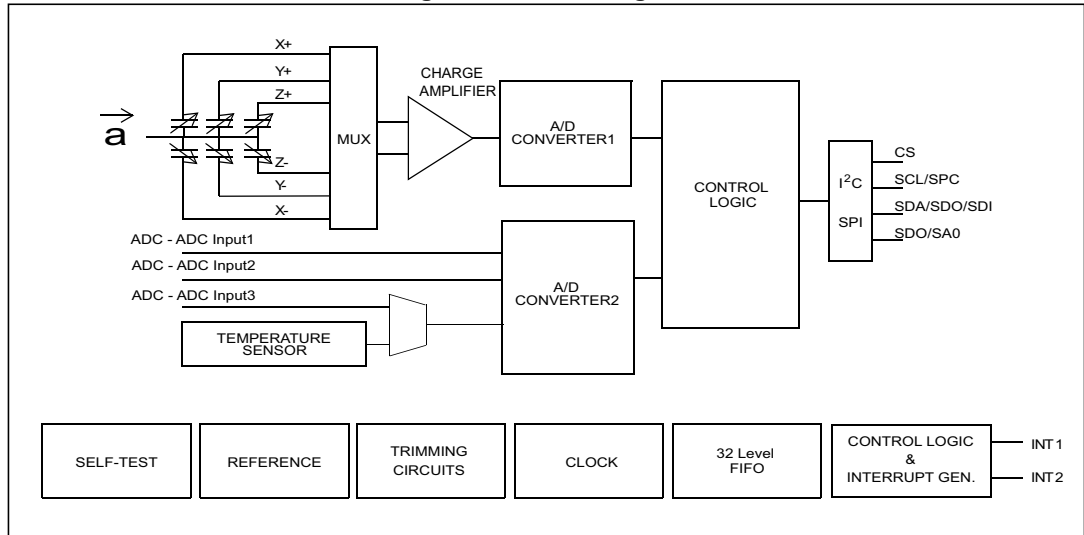 X+
Y+
Z+
CHARGE
AMPLIFIER
a
MUX
A/D
CONVERTER1
CONTROL
LOGIC
Z-
Y-
X-
I2C
SPI
CS
SCL/SPC
SDA/SDO/SDI
SDO/SA0
ADC - ADC Input1
ADC - ADC Input2
ADC - ADC Input3
A/D
CONVERTER2
TEMPERATURE
SENSOR
SELF-TEST
REFERENCE
TRIMMING
CIRCUITS
CLOCK
32 Level
FIFO
CONTROL LOGIC
&
INTERRUPT GEN.
INT1
INT2